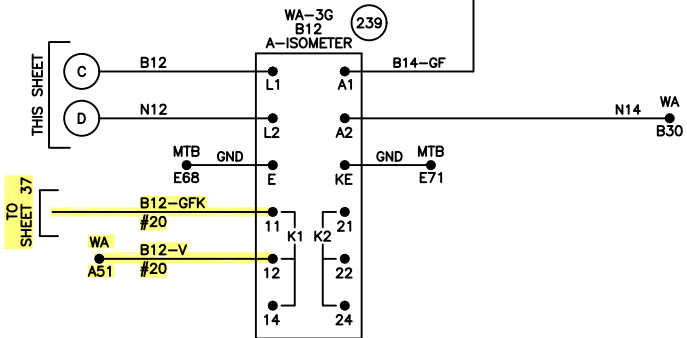 WA-3G
B12
A-ISOMETER
239
THIS SHEET
C
B12
L1
A1
B14-GF
D
N12
L2
A2
N14
WA
B30
MTB
E68
GND
E
KE
GND
MTB
E71
TO
SHEET 37
B12-GFK
#20
11
K1
K2
21
WA
A51
B12-V
#20
12
22
14
24